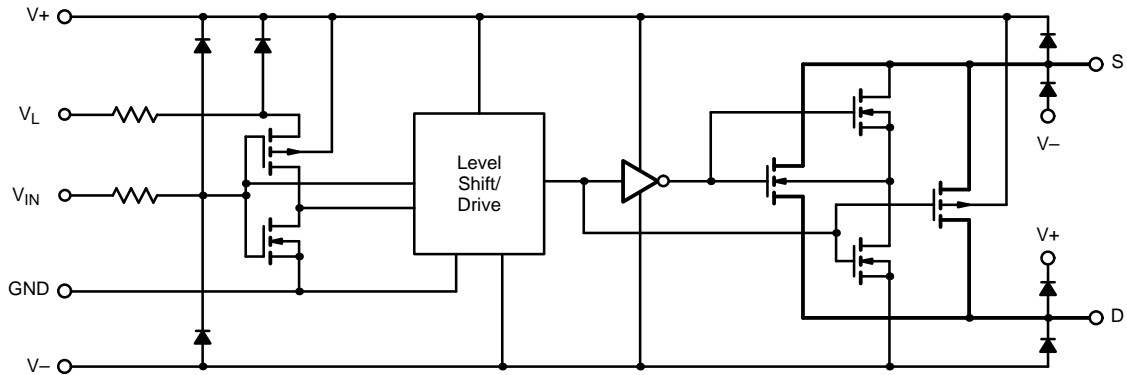 V+
S
V_L
V–
Level
Shift/
Drive
V_IN
V+
GND
D
V–